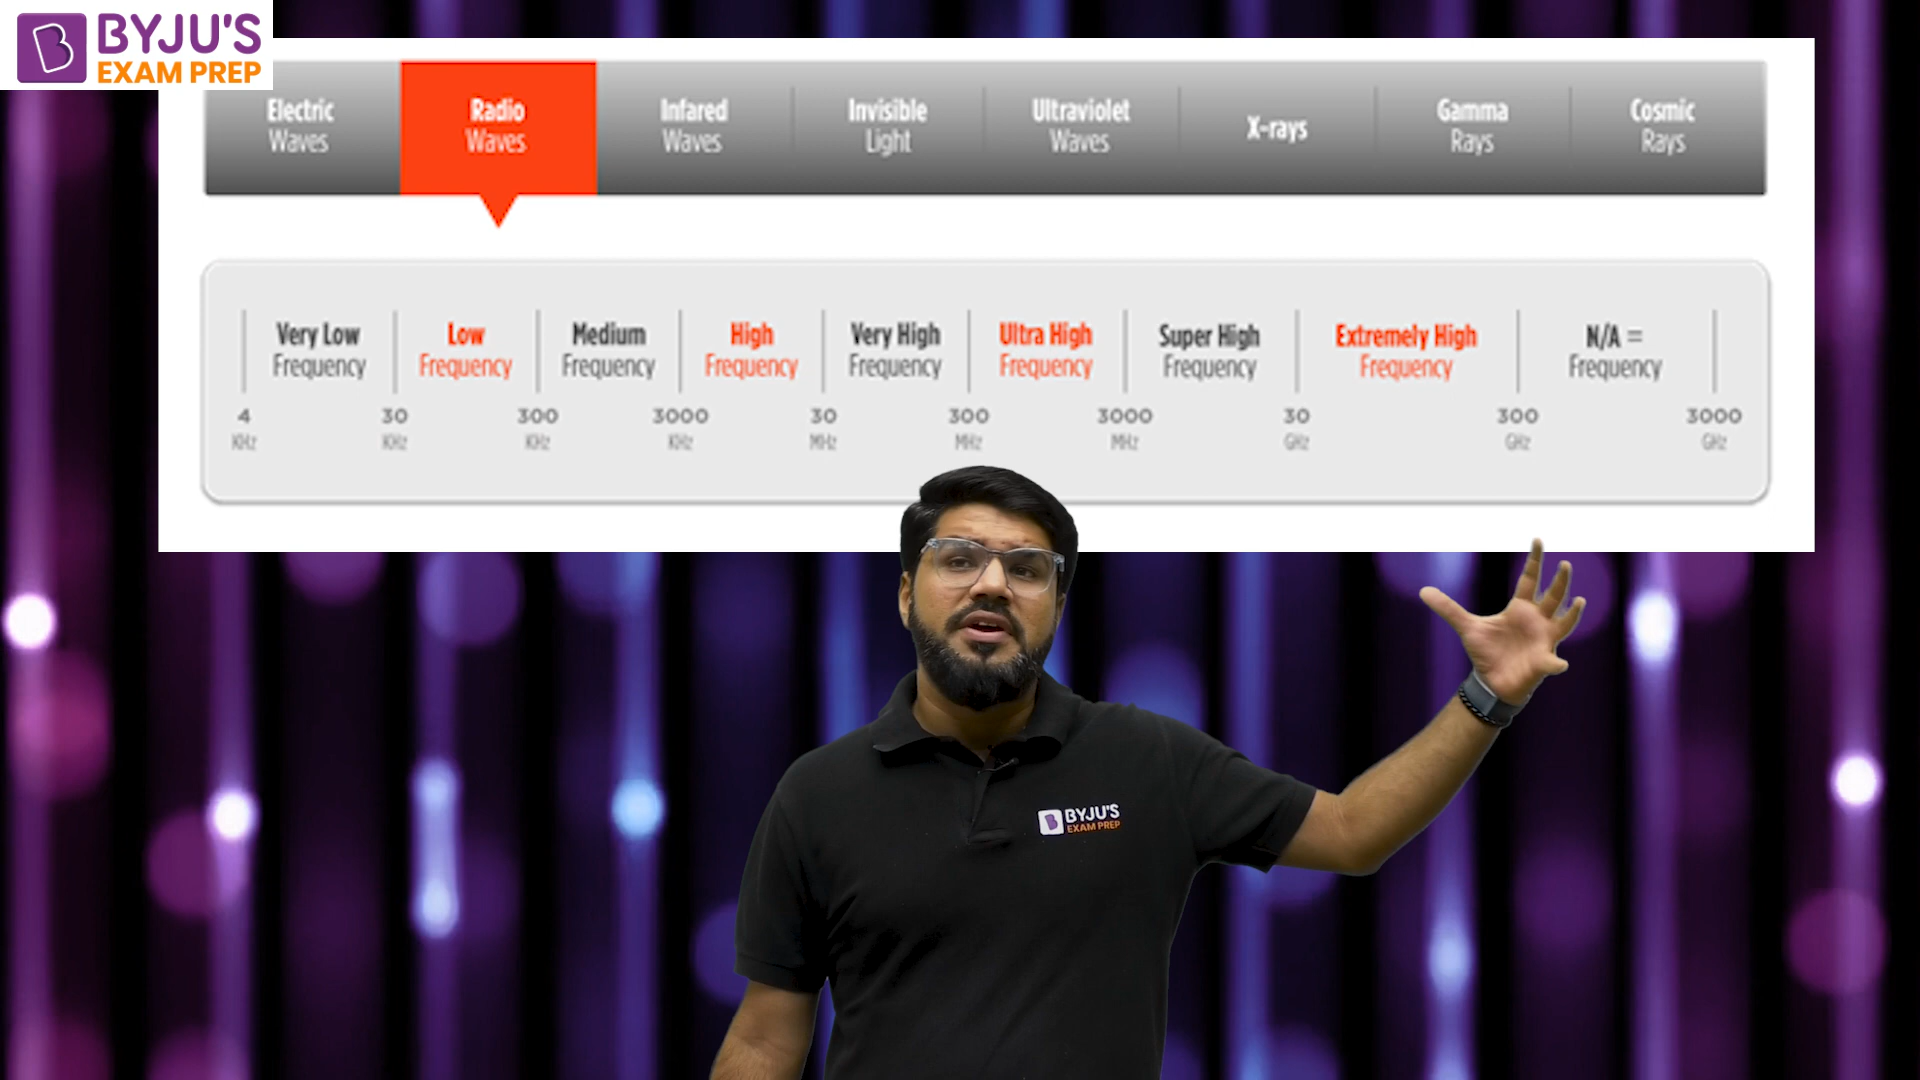 BYJU'S
EXAM PREP
Electric
Waves
Radio
Waves
Infared
Waves
Invisible
Light
Ultraviolet
Waves
X-rays
Gamma
Rays
Cosmic
Rays
Very Low
Frequency
Low
Frequency
Medium
Frequency
High
Frequency
Very High
Frequency
Ultra High
Frequency
Super High
Frequency
Extremely High
Frequency
N/A =
Frequency
4
KHz
30
KHz
300
KHz
3000
KHz
30
MHz
300
MHz
3000
MHz
30
GHz
300
GHz
3000
GHz
BYJU'S
EXAM PREP